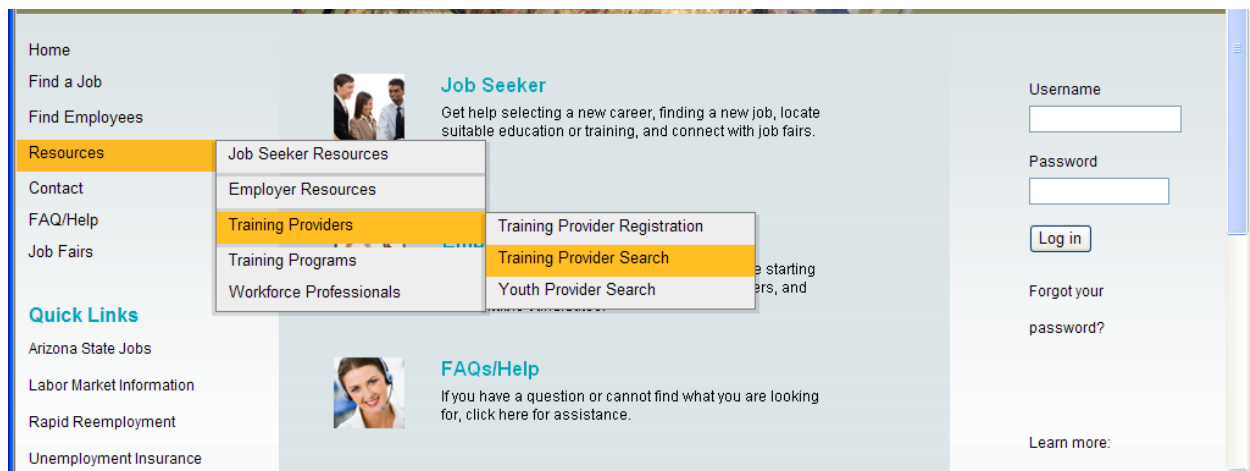 Home
Find a Job
Find Employees
Resources
Contact
FAQ/Help
Job Fairs
Quick Links
Arizona State Jobs
Labor Market Information
Rapid Reemployment
Unemployment Insurance
Job Seeker Resources
Employer Resources
Training Providers
Training Programs
Workforce Professionals
Training Provider Registration
Training Provider Search
Youth Provider Search
Job Seeker
Get help selecting a new career, finding a new job, locate
suitable education or training, and connect with job fairs.
starting
and
FAQs/Help
If you have a question or cannot find what you are looking
for, click here for assistance.
Username
Password
Log in
Forgot your
password?
Learn more: